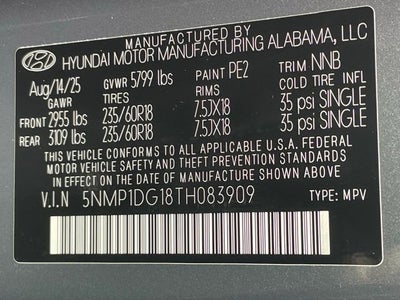 MANUFACTURED BY
HYUNDAI MOTOR MANUFACTURING ALABAMA, LLC
Aug/14/25 GVWR 5799 lbs PAINT PE2 TRIM NNB
GAWR TIRES RIMS COLD TIRE INFL
FRONT 2955 lbs 235/60R18 7.5JX18 35 psi SINGLE
REAR 3109 lbs 235/60R18 7.5JX18 35 psi SINGLE
THIS VEHICLE CONFORMS TO ALL APPLICABLE U.S.A. FEDERAL
MOTOR VEHICLE SAFETY, BUMPER, AND THEFT PREVENTION
STANDARDS IN EFFECT ON THE DATE OF MANUFACTURE SHOWN ABOVE
V.I.N 5NMP1DG18TH083909 TYPE: MPV